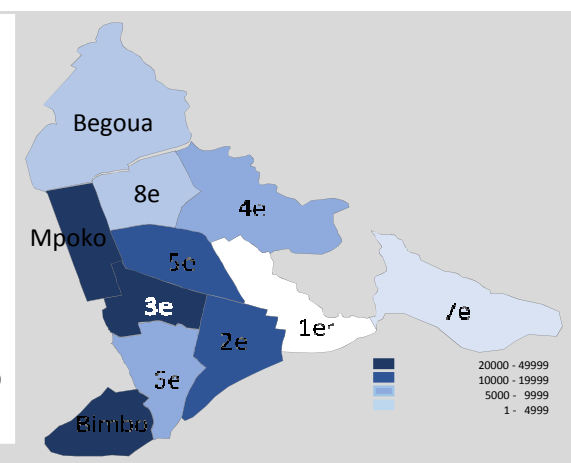 Begoua
8e
4e
Mpoko
5e
3e
7e
1er
2e
6e
Bimbo
20000 - 49999
10000 - 19999
5000 - 9999
1 - 4999